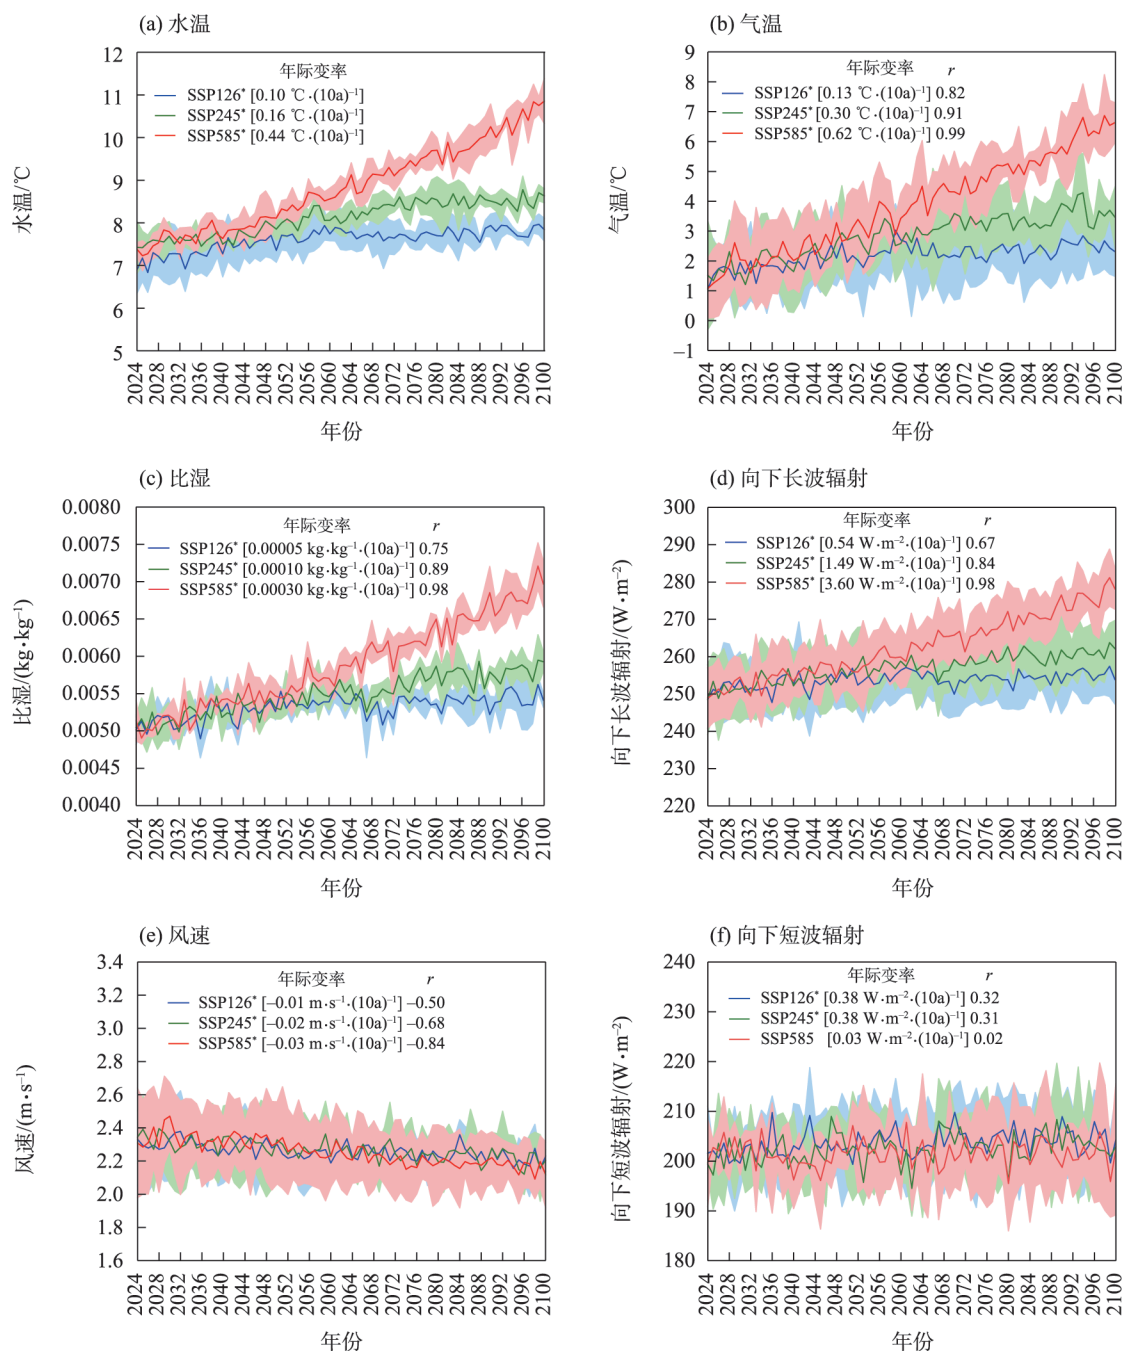 (a) 水温
12
11
10
9
8
7
6
5
水温/℃
年际变率
SSP126* [0.10 ℃·(10a)⁻¹]
SSP245* [0.16 ℃·(10a)⁻¹]
SSP585* [0.44 ℃·(10a)⁻¹]
2024 2028 2032 2036 2040 2044 2048 2052 2056 2060 2064 2068 2072 2076 2080 2084 2088 2092 2096 2100
年份
(b) 气温
9
8
7
6
5
4
3
2
1
0
−1
气温/℃
年际变率 r
SSP126* [0.13 ℃·(10a)⁻¹] 0.82
SSP245* [0.30 ℃·(10a)⁻¹] 0.91
SSP585* [0.62 ℃·(10a)⁻¹] 0.99
2024 2028 2032 2036 2040 2044 2048 2052 2056 2060 2064 2068 2072 2076 2080 2084 2088 2092 2096 2100
年份
(c) 比湿
0.0080
0.0075
0.0070
0.0065
0.0060
0.0055
0.0050
0.0045
0.0040
比湿/(kg·kg⁻¹)
年际变率 r
SSP126* [0.00005 kg·kg⁻¹·(10a)⁻¹] 0.75
SSP245* [0.00010 kg·kg⁻¹·(10a)⁻¹] 0.89
SSP585* [0.00030 kg·kg⁻¹·(10a)⁻¹] 0.98
2024 2028 2032 2036 2040 2044 2048 2052 2056 2060 2064 2068 2072 2076 2080 2084 2088 2092 2096 2100
年份
(d) 向下长波辐射
300
290
280
270
260
250
240
230
220
向下长波辐射/(W·m⁻²)
年际变率 r
SSP126* [0.54 W·m⁻²·(10a)⁻¹] 0.67
SSP245* [1.49 W·m⁻²·(10a)⁻¹] 0.84
SSP585* [3.60 W·m⁻²·(10a)⁻¹] 0.98
2024 2028 2032 2036 2040 2044 2048 2052 2056 2060 2064 2068 2072 2076 2080 2084 2088 2092 2096 2100
年份
(e) 风速
3.4
3.2
3.0
2.8
2.6
2.4
2.2
2.0
1.8
1.6
风速/(m·s⁻¹)
年际变率 r
SSP126* [−0.01 m·s⁻¹·(10a)⁻¹] −0.50
SSP245* [−0.02 m·s⁻¹·(10a)⁻¹] −0.68
SSP585* [−0.03 m·s⁻¹·(10a)⁻¹] −0.84
2024 2028 2032 2036 2040 2044 2048 2052 2056 2060 2064 2068 2072 2076 2080 2084 2088 2092 2096 2100
年份
(f) 向下短波辐射
240
230
220
210
200
190
180
向下短波辐射/(W·m⁻²)
年际变率 r
SSP126* [0.38 W·m⁻²·(10a)⁻¹] 0.32
SSP245* [0.38 W·m⁻²·(10a)⁻¹] 0.31
SSP585 [0.03 W·m⁻²·(10a)⁻¹] 0.02
2024 2028 2032 2036 2040 2044 2048 2052 2056 2060 2064 2068 2072 2076 2080 2084 2088 2092 2096 2100
年份